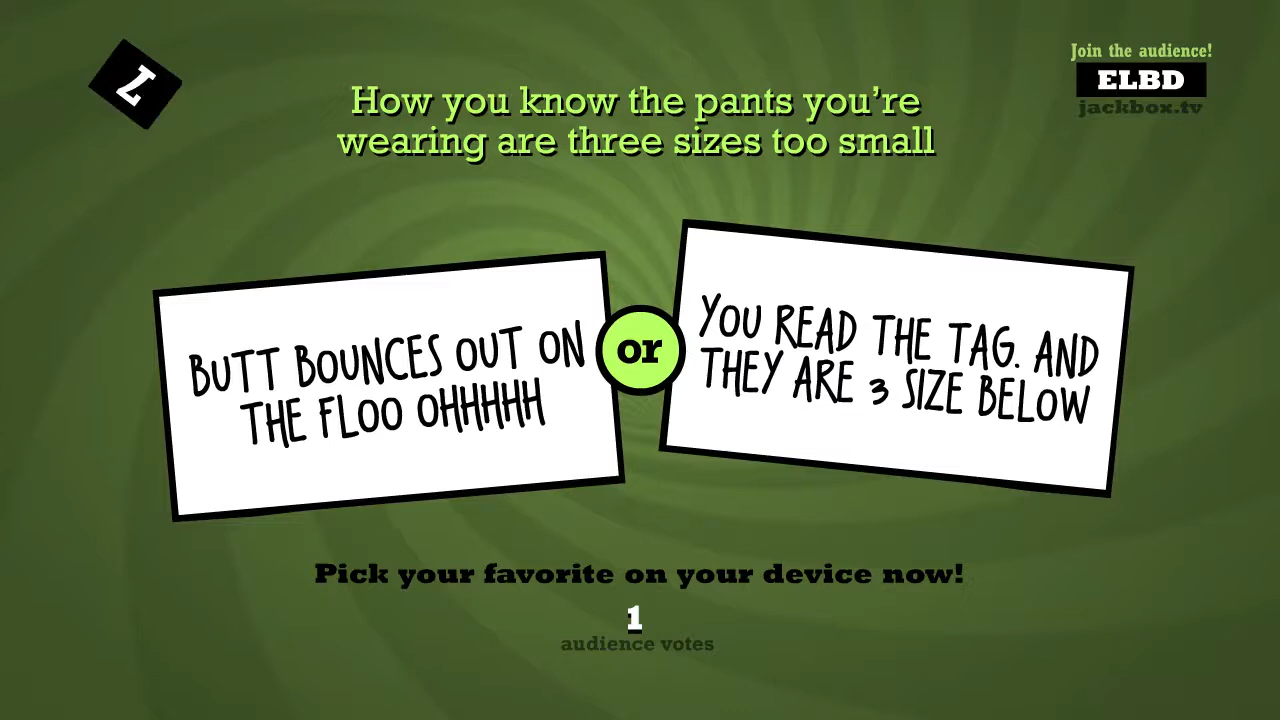 7
Join the audience!
ELBD
jackbox.tv
How you know the pants you're
wearing are three sizes too small
BUTT BOUNCES OUT ON
THE FLOO OHHHHH
or
YOU READ THE TAG. AND
THEY ARE 3 SIZE BELOW
Pick your favorite on your device now!
1
audience votes